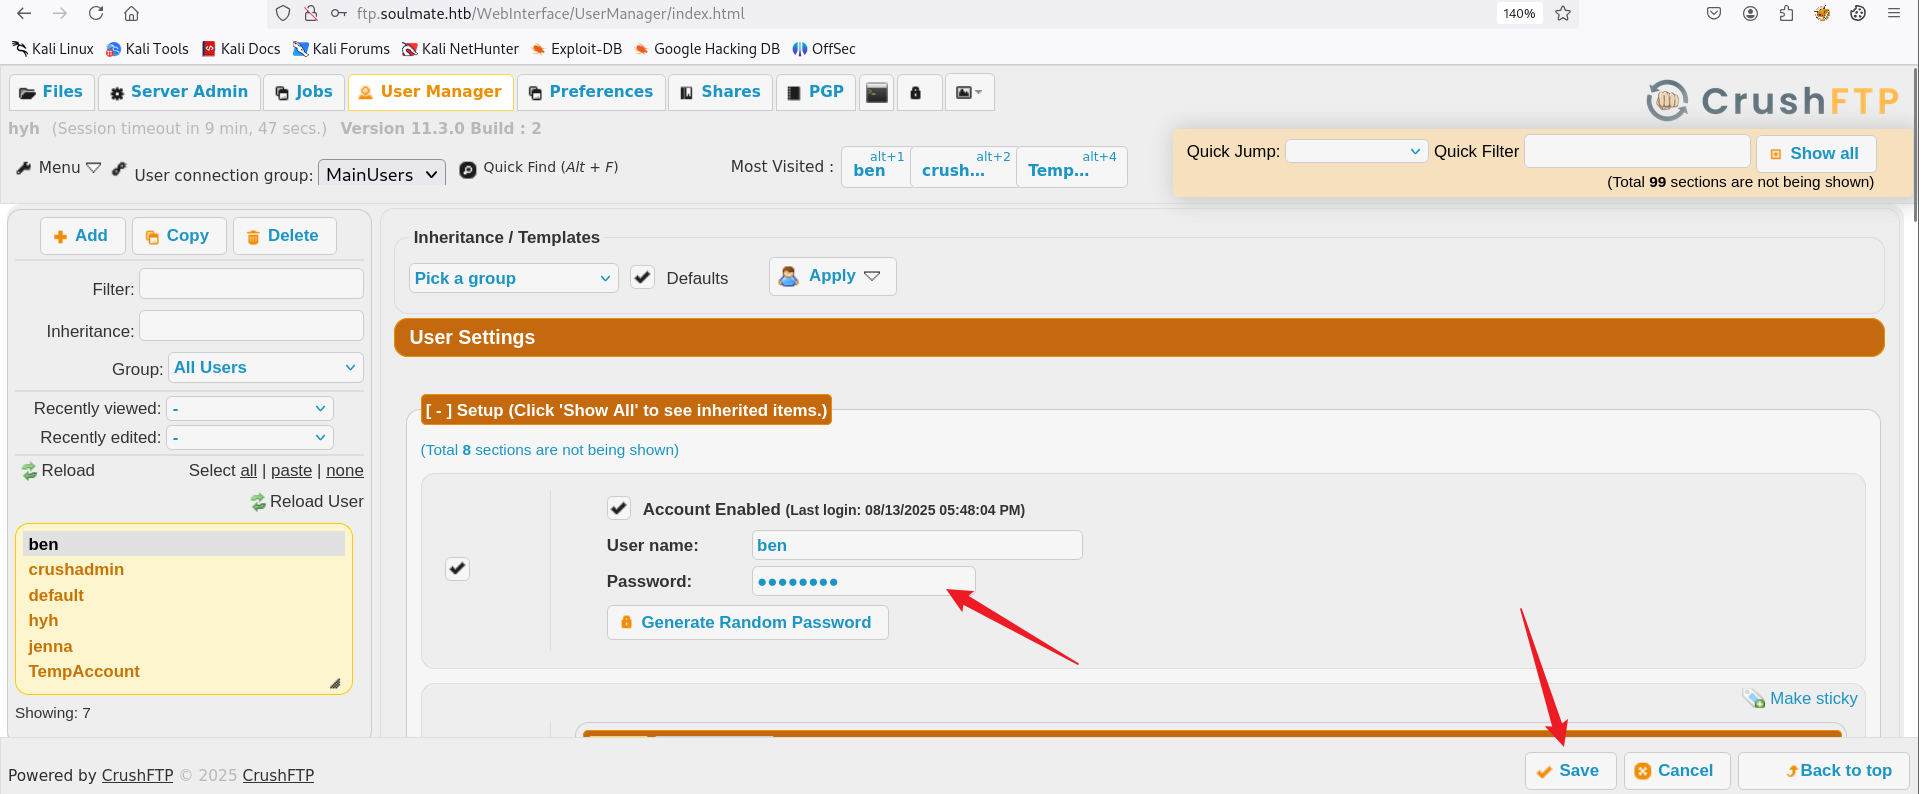 ftp.soulmate.htb/WebInterface/UserManager/index.html 140%
Kali Linux Kali Tools Kali Docs Kali Forums Kali NetHunter Exploit-DB Google Hacking DB OffSec
Files Server Admin Jobs User Manager Preferences Shares PGP
CrushFTP
hyh (Session timeout in 9 min, 47 secs.) Version 11.3.0 Build : 2
Menu User connection group: MainUsers Quick Find (Alt + F) Most Visited : alt+1 ben alt+2 crush... alt+4 Temp...
Quick Jump: Quick Filter Show all
(Total 99 sections are not being shown)
Add Copy Delete
Filter:
Inheritance:
Group: All Users
Recently viewed: -
Recently edited: -
Reload Select all | paste | none
Reload User
ben
crushadmin
default
hyh
jenna
TempAccount
Showing: 7
Inheritance / Templates
Pick a group Defaults Apply
User Settings
[ - ] Setup (Click 'Show All' to see inherited items.)
(Total 8 sections are not being shown)
Account Enabled (Last login: 08/13/2025 05:48:04 PM)
User name: ben
Password: ●●●●●●●●
Generate Random Password
Make sticky
Powered by CrushFTP © 2025 CrushFTP
Save Cancel Back to top